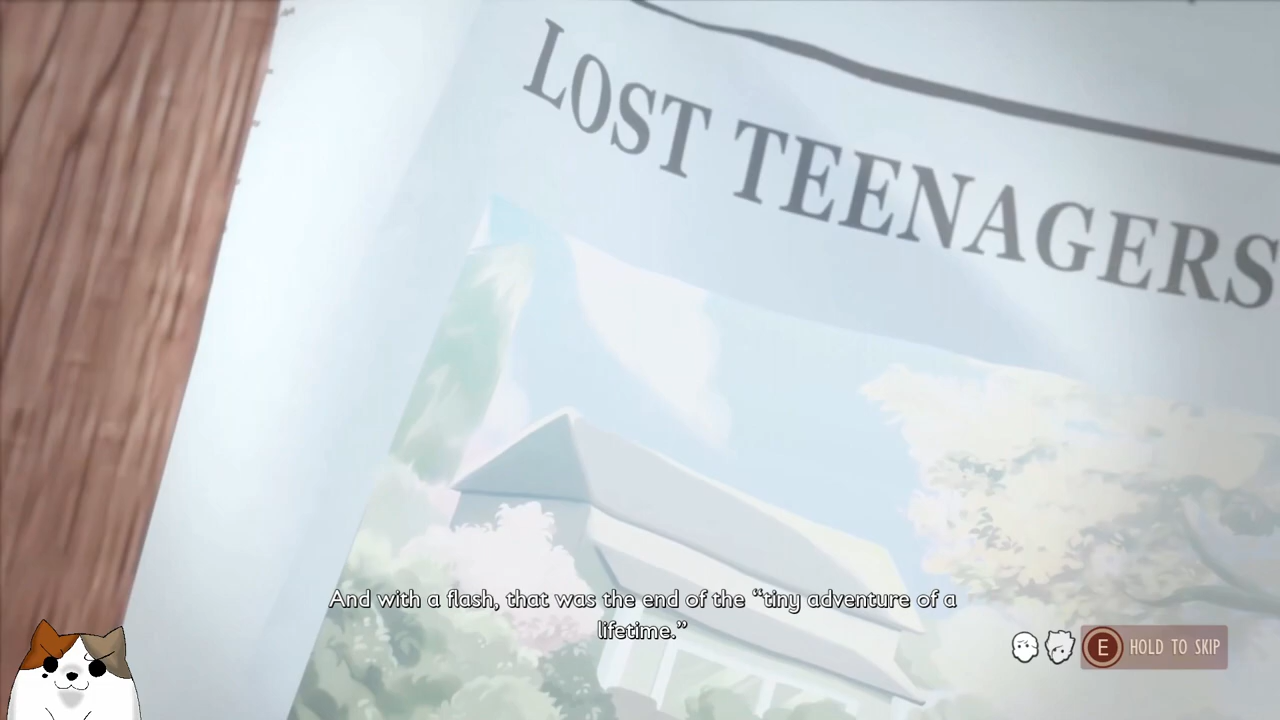 LOST TEENAGERS
And with a flash, that was the end of the “tiny adventure of a
lifetime.”
E HOLD TO SKIP